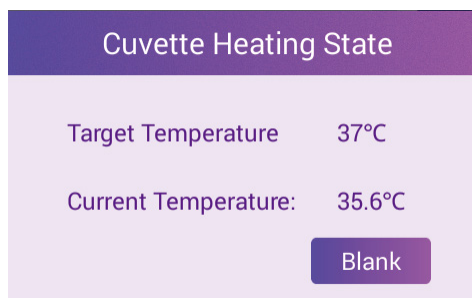 Cuvette Heating State
Target Temperature 37℃
Current Temperature: 35.6℃
Blank